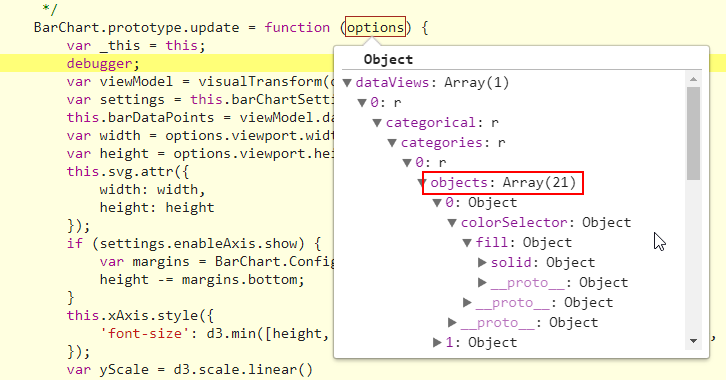 */
BarChart.prototype.update = function (options) {
var _this = this;
debugger;
var viewModel = visualTransform(
var settings = this.barChartSetti
this.barDataPoints = viewModel.da
var width = options.viewport.widt
var height = options.viewport.hei
this.svg.attr({
width: width,
height: height
});
if (settings.enableAxis.show) {
var margins = BarChart.Config
height -= margins.bottom;
}
this.xAxis.style({
'font-size': d3.min([height,
});
var yScale = d3.scale.linear()
Object
▼ dataViews: Array(1)
▼ 0: r
▼ categorical: r
▼ categories: r
▼ 0: r
▼ objects: Array(21)
▼ 0: Object
▼ colorSelector: Object
▼ fill: Object
▶ solid: Object
▶ __proto__: Object
▶ __proto__: Object
▶ __proto__: Object
▶ 1: Object